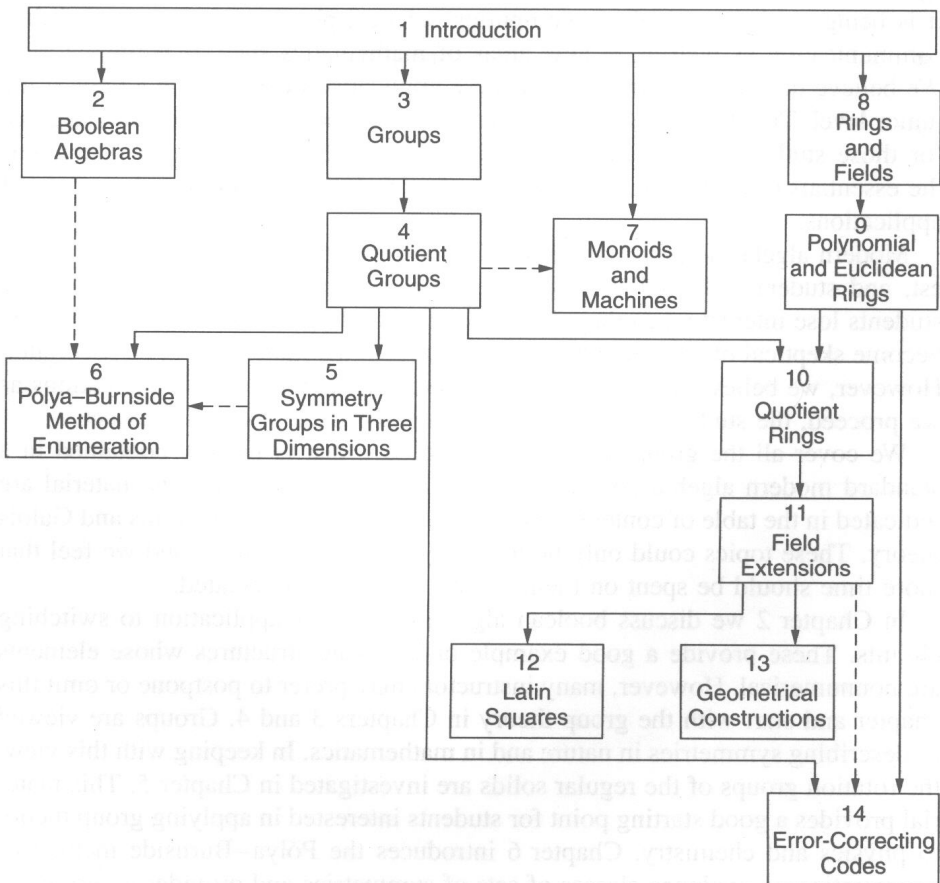 1 Introduction
2
Boolean
Algebras
3
Groups
8
Rings
and
Fields
4
Quotient
Groups
7
Monoids
and
Machines
9
Polynomial
and Euclidean
Rings
6
Pólya–Burnside
Method of
Enumeration
5
Symmetry
Groups in Three
Dimensions
10
Quotient
Rings
11
Field
Extensions
12
Latin
Squares
13
Geometrical
Constructions
14
Error-Correcting
Codes